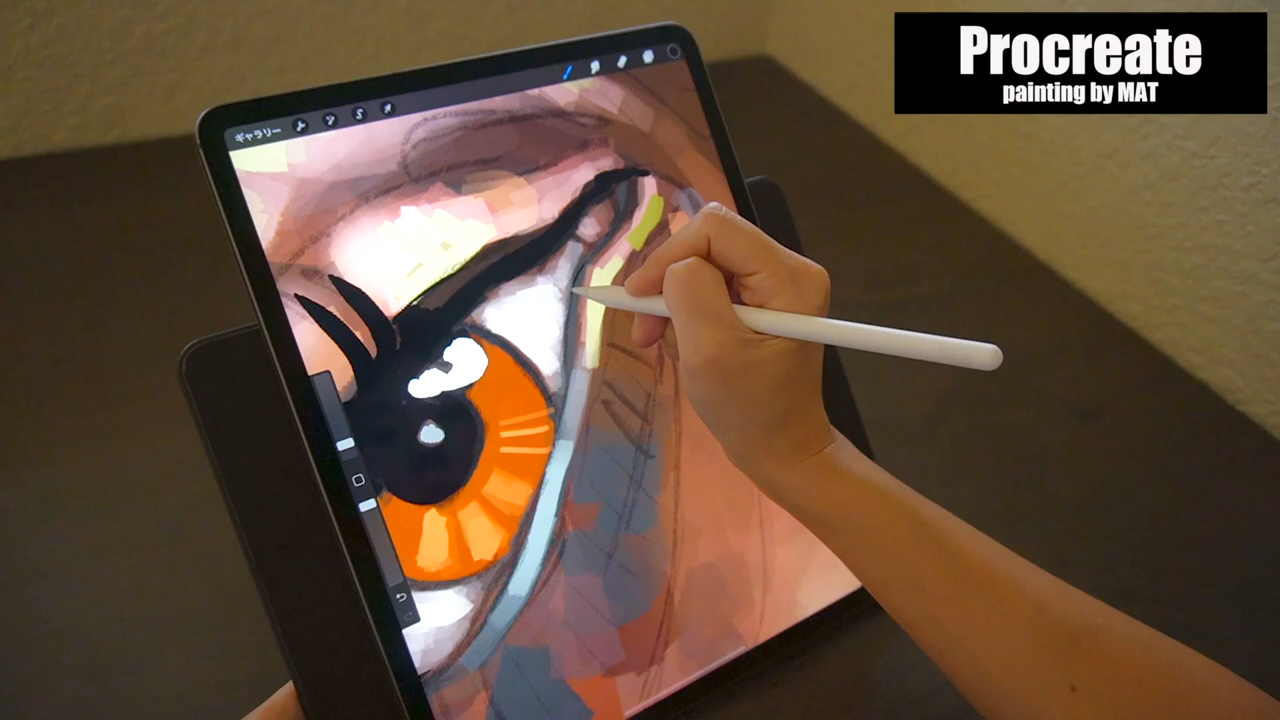 Procreate
painting by MAT
ギャラリー